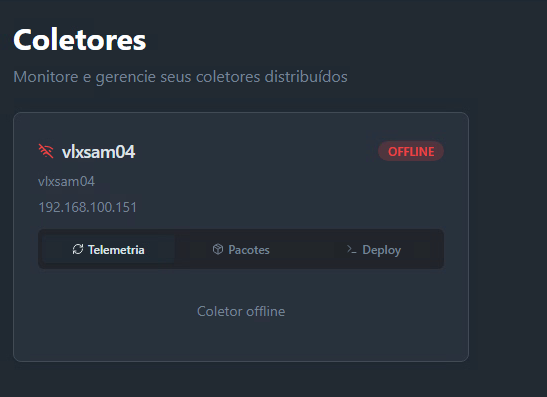 Coletores
Monitore e gerencie seus coletores distribuídos
vlxsam04 OFFLINE
vlxsam04
192.168.100.151
Telemetria Pacotes Deploy
Coletor offline